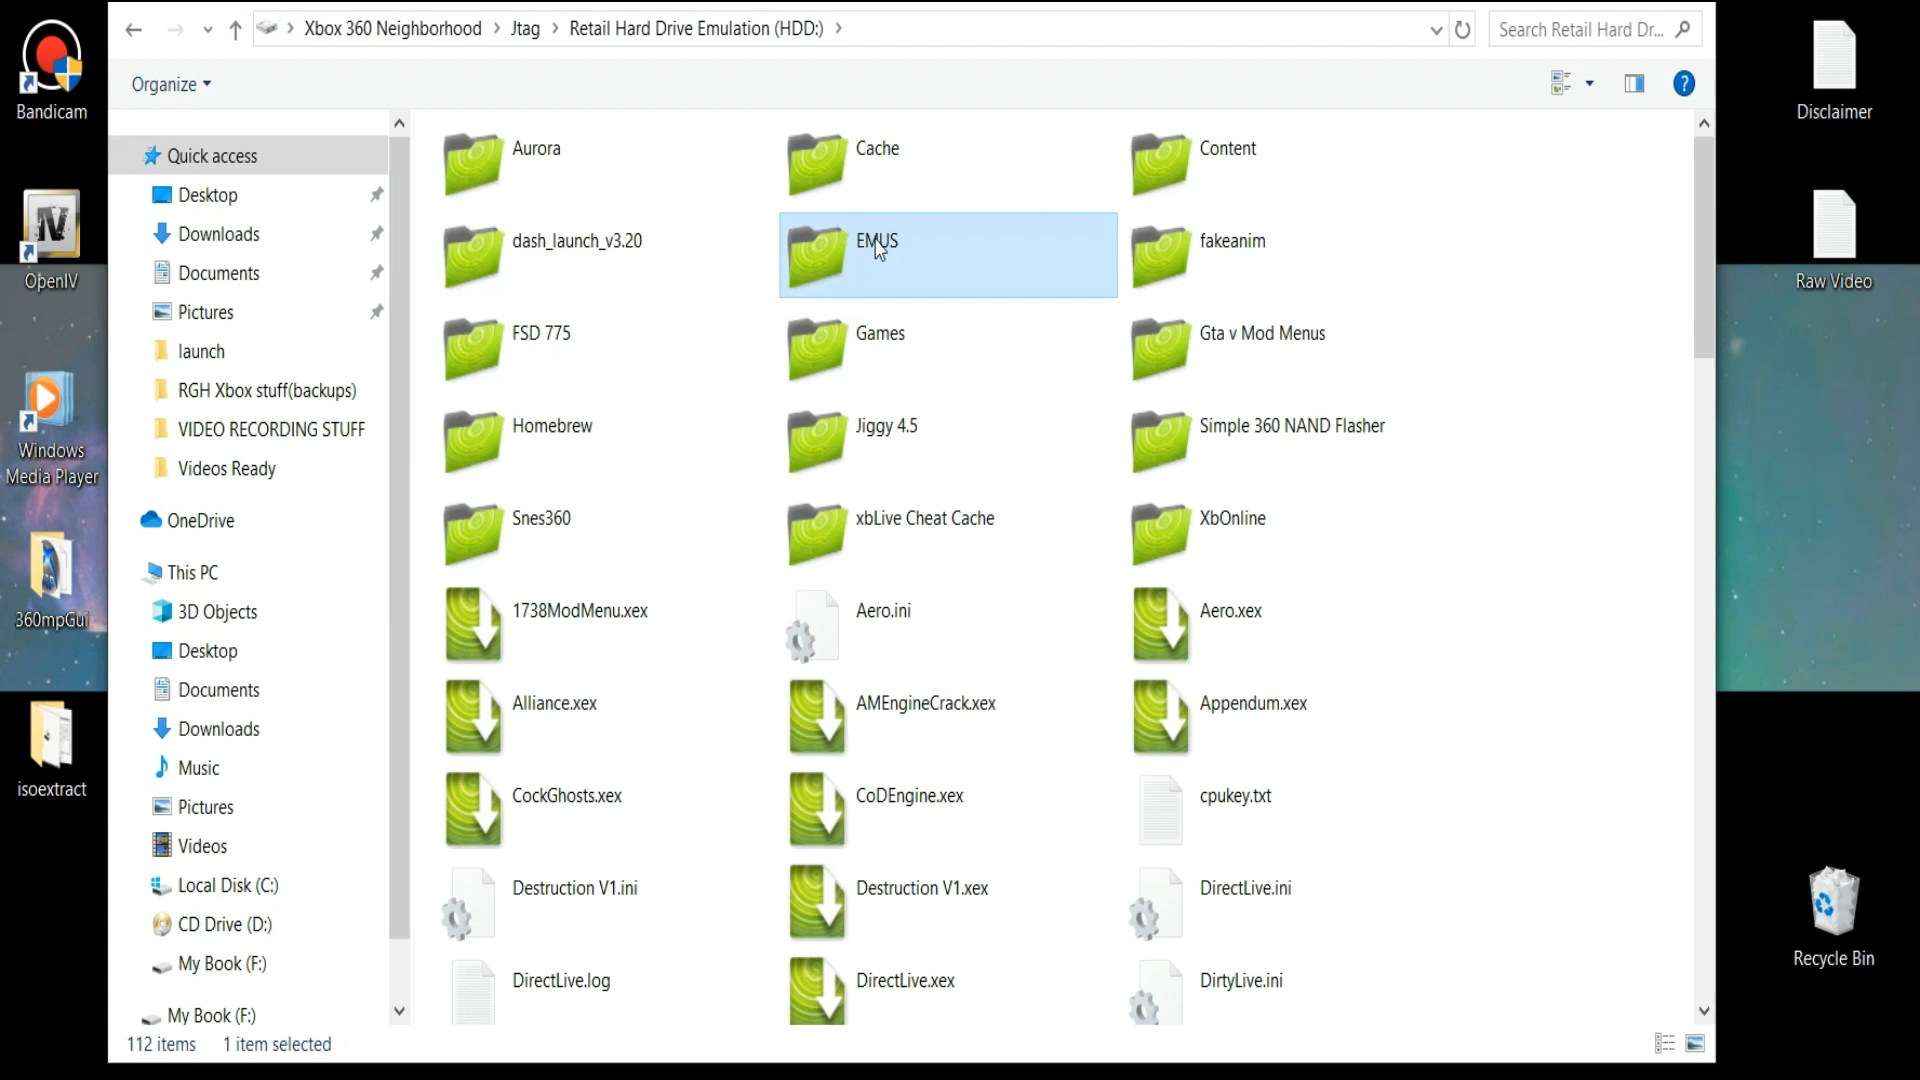 Xbox 360 Neighborhood
Jtag
Retail Hard Drive Emulation (HDD:)
Search Retail Hard Dr...
Organize
?
Bandicam
OpenIV
Windows
Media Player
360mpGui
isoextract
Quick access
Desktop
Downloads
Documents
Pictures
launch
RGH Xbox stuff(backups)
VIDEO RECORDING STUFF
Videos Ready
OneDrive
This PC
3D Objects
Desktop
Documents
Downloads
Music
Pictures
Videos
Local Disk (C:)
CD Drive (D:)
My Book (F:)
My Book (F:)
Aurora
Cache
Content
dash_launch_v3.20
EMUS
fakeanim
FSD 775
Games
Gta v Mod Menus
Homebrew
Jiggy 4.5
Simple 360 NAND Flasher
Snes360
xbLive Cheat Cache
XbOnline
1738ModMenu.xex
Aero.ini
Aero.xex
Alliance.xex
AMEngineCrack.xex
Appendum.xex
CockGhosts.xex
CoDEngine.xex
cpukey.txt
Destruction V1.ini
Destruction V1.xex
DirectLive.ini
DirectLive.log
DirectLive.xex
DirtyLive.ini
112 items
1 item selected
Disclaimer
Raw Video
Recycle Bin